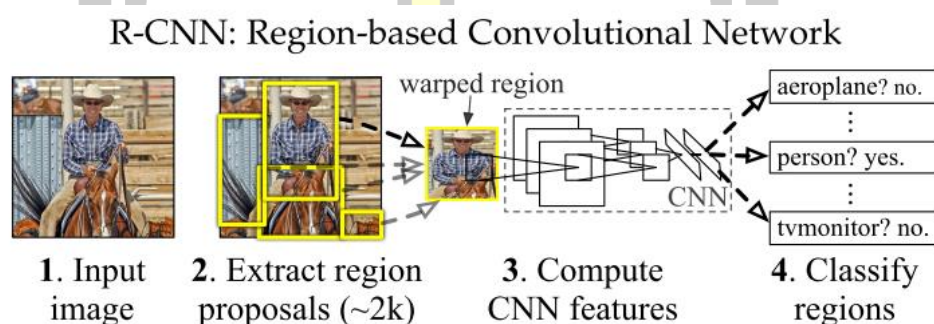 R-CNN: Region-based Convolutional Network
warped region
aeroplane? no.
⋮
person? yes.
⋮
tvmonitor? no.
CNN
1. Input
image
2. Extract region
proposals (~2k)
3. Compute
CNN features
4. Classify
regions